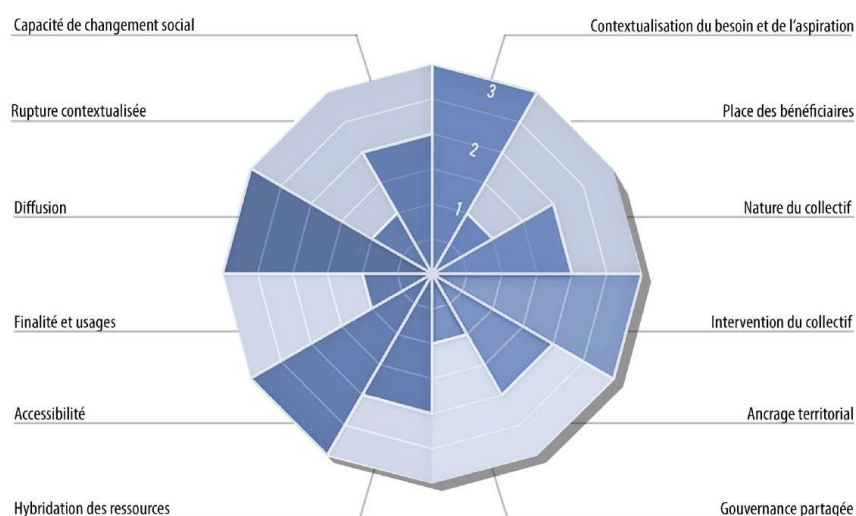 Capacité de changement social
Contextualisation du besoin et de l'aspiration
Rupture contextualisée
Place des bénéficiaires
Diffusion
Nature du collectif
Finalité et usages
Intervention du collectif
Accessibilité
Ancrage territorial
Hybridation des ressources
Gouvernance partagée
3
2
1